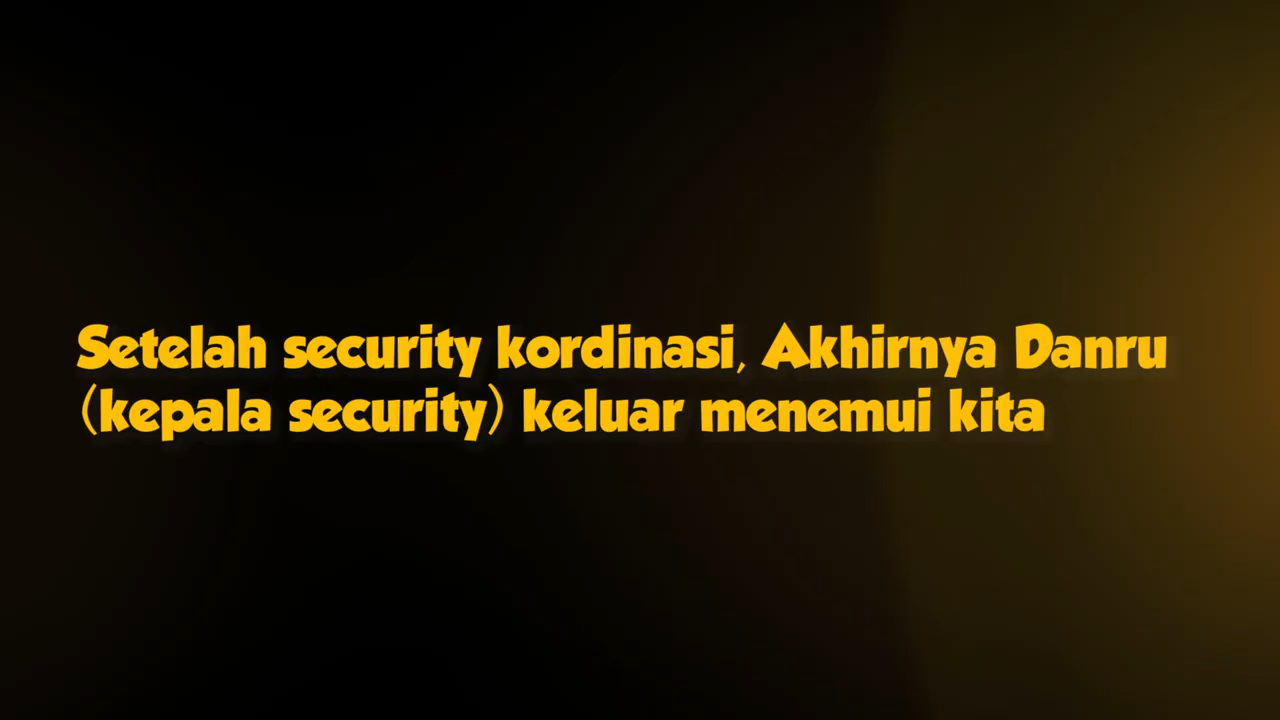 Setelah security kordinasi, Akhirnya Danru
(kepala security) keluar menemui kita